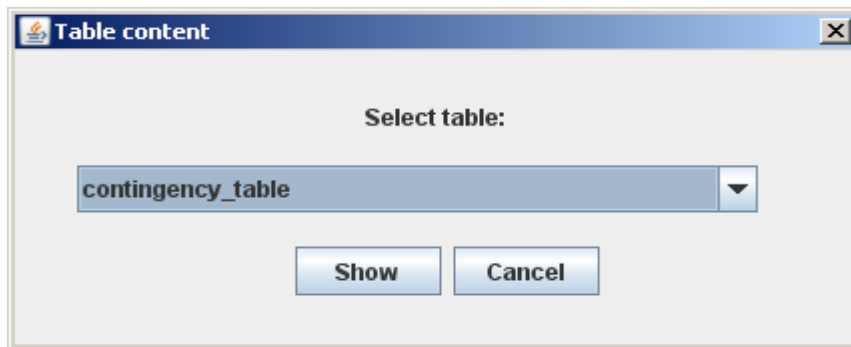 Table content
Select table:
contingency_table
Show Cancel